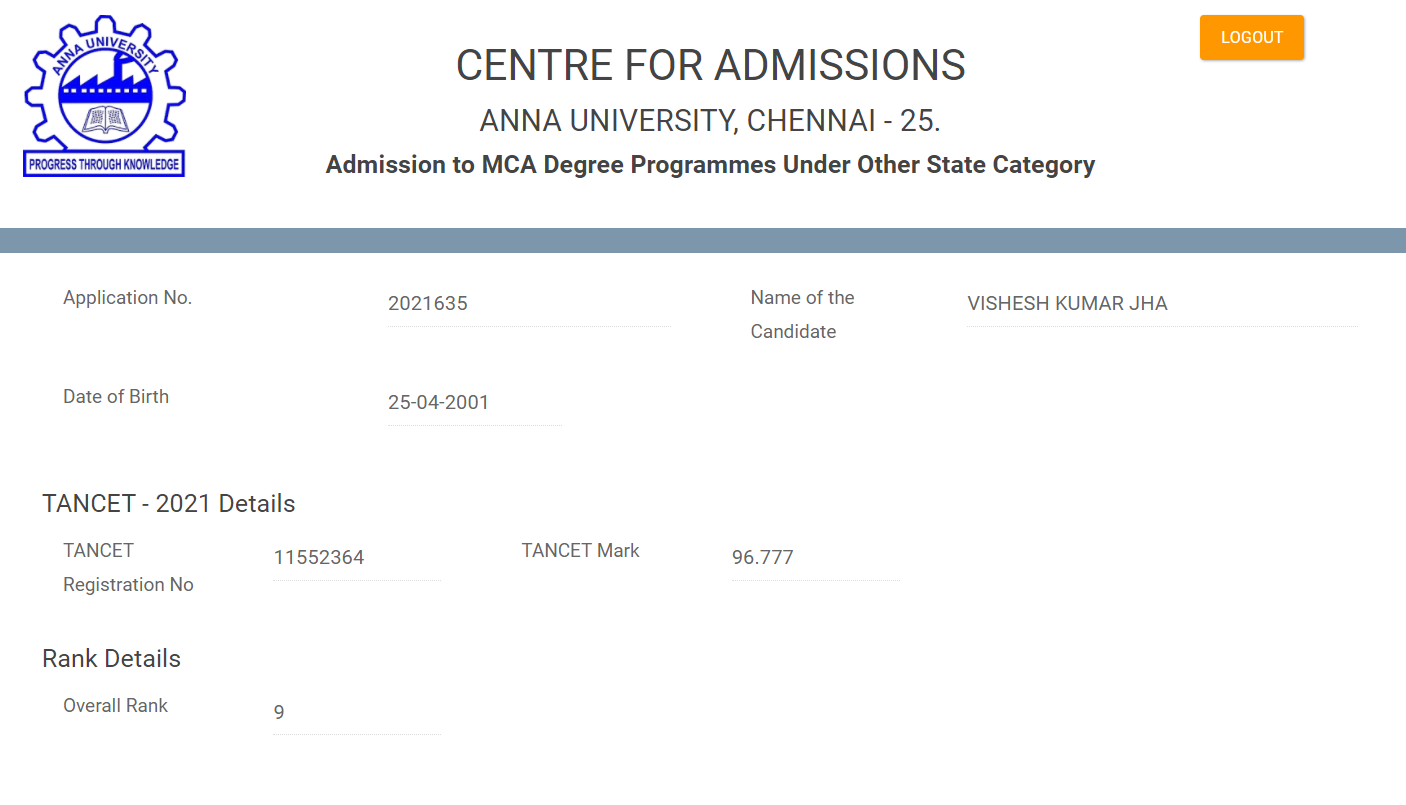 ANNA UNIVERSITY
PROGRESS THROUGH KNOWLEDGE
LOGOUT
CENTRE FOR ADMISSIONS
ANNA UNIVERSITY, CHENNAI - 25.
Admission to MCA Degree Programmes Under Other State Category
Application No. 2021635 Name of the Candidate VISHESH KUMAR JHA
Date of Birth 25-04-2001
TANCET - 2021 Details
TANCET Registration No 11552364 TANCET Mark 96.777
Rank Details
Overall Rank 9